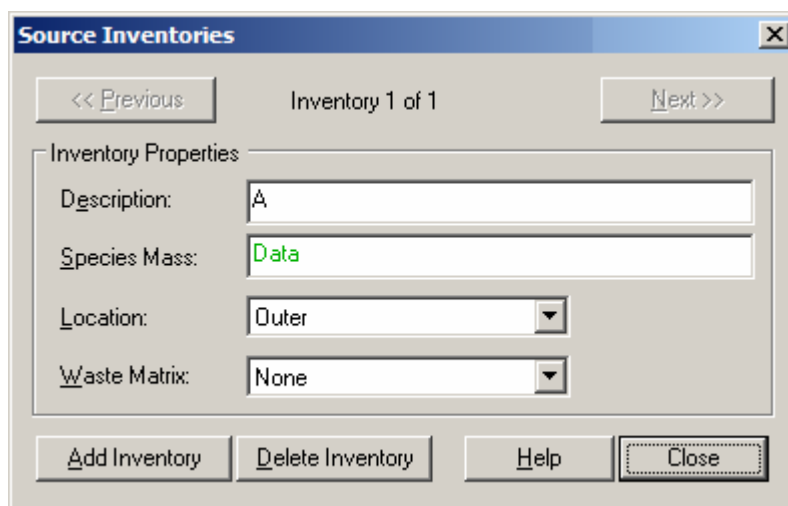 Source Inventories
<< Previous Inventory 1 of 1 Next >>
Inventory Properties
Description: A
Species Mass: Data
Location: Outer
Waste Matrix: None
Add Inventory Delete Inventory Help Close